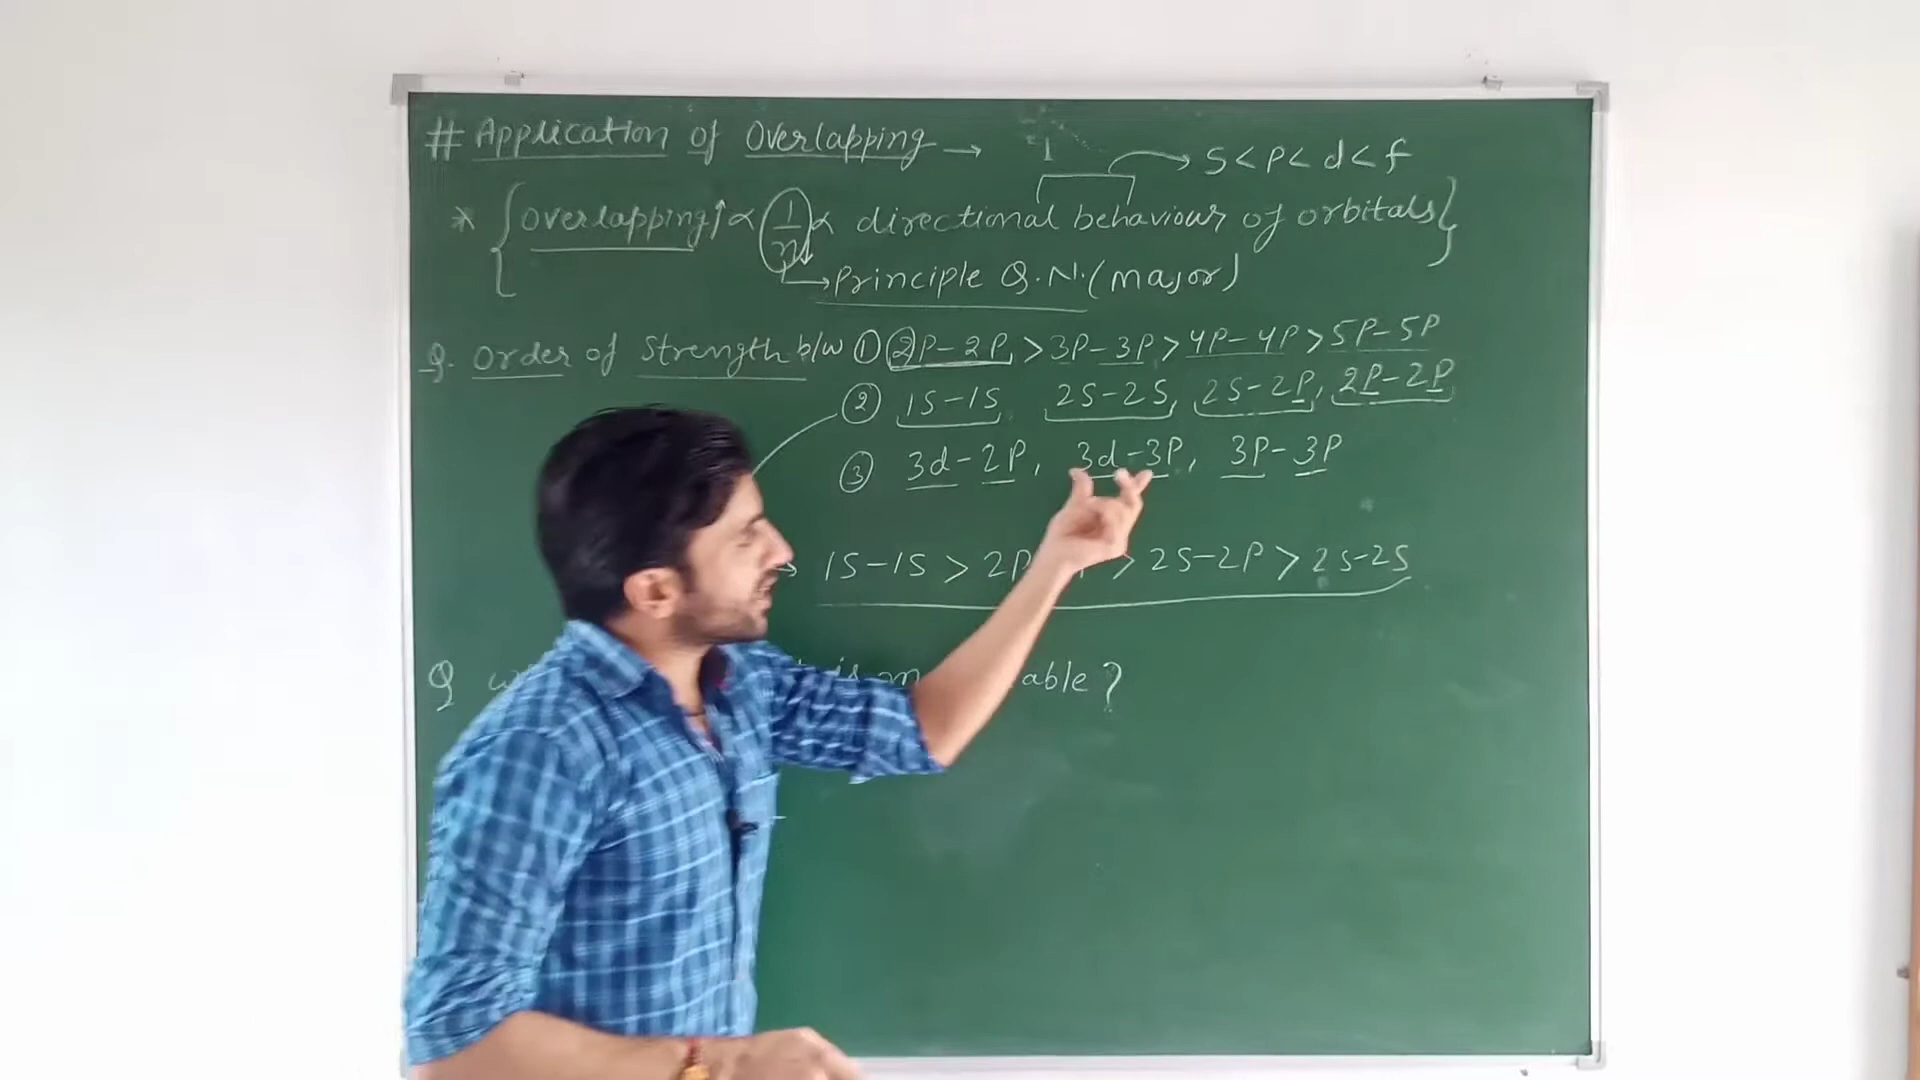 # Application of Overlapping →
S < P < d < f
* {Overlapping↑ ∝ 1/n↓ ∝ directional behaviour of orbitals}
→ Principle Q.N. (major)
Q. Order of Strength b/w ① 2P-2P > 3P-3P > 4P-4P > 5P-5P
② 1S-1S 2S-2S, 2S-2P, 2P-2P
③ 3d-2P, 3d-3P, 3P-3P
→ 1S-1S > 2P > 2S-2P > 2S-2S
Q able?